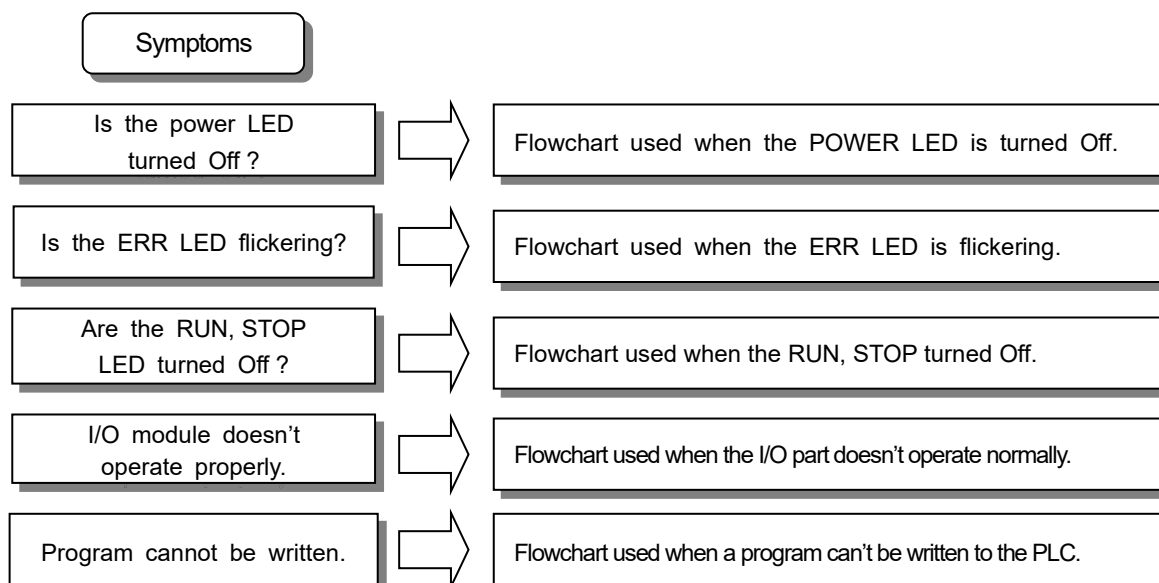 Symptoms
Is the power LED
turned Off ?
Flowchart used when the POWER LED is turned Off.
Is the ERR LED flickering?
Flowchart used when the ERR LED is flickering.
Are the RUN, STOP
LED turned Off ?
Flowchart used when the RUN, STOP turned Off.
I/O module doesn't
operate properly.
Flowchart used when the I/O part doesn't operate normally.
Program cannot be written.
Flowchart used when a program can't be written to the PLC.